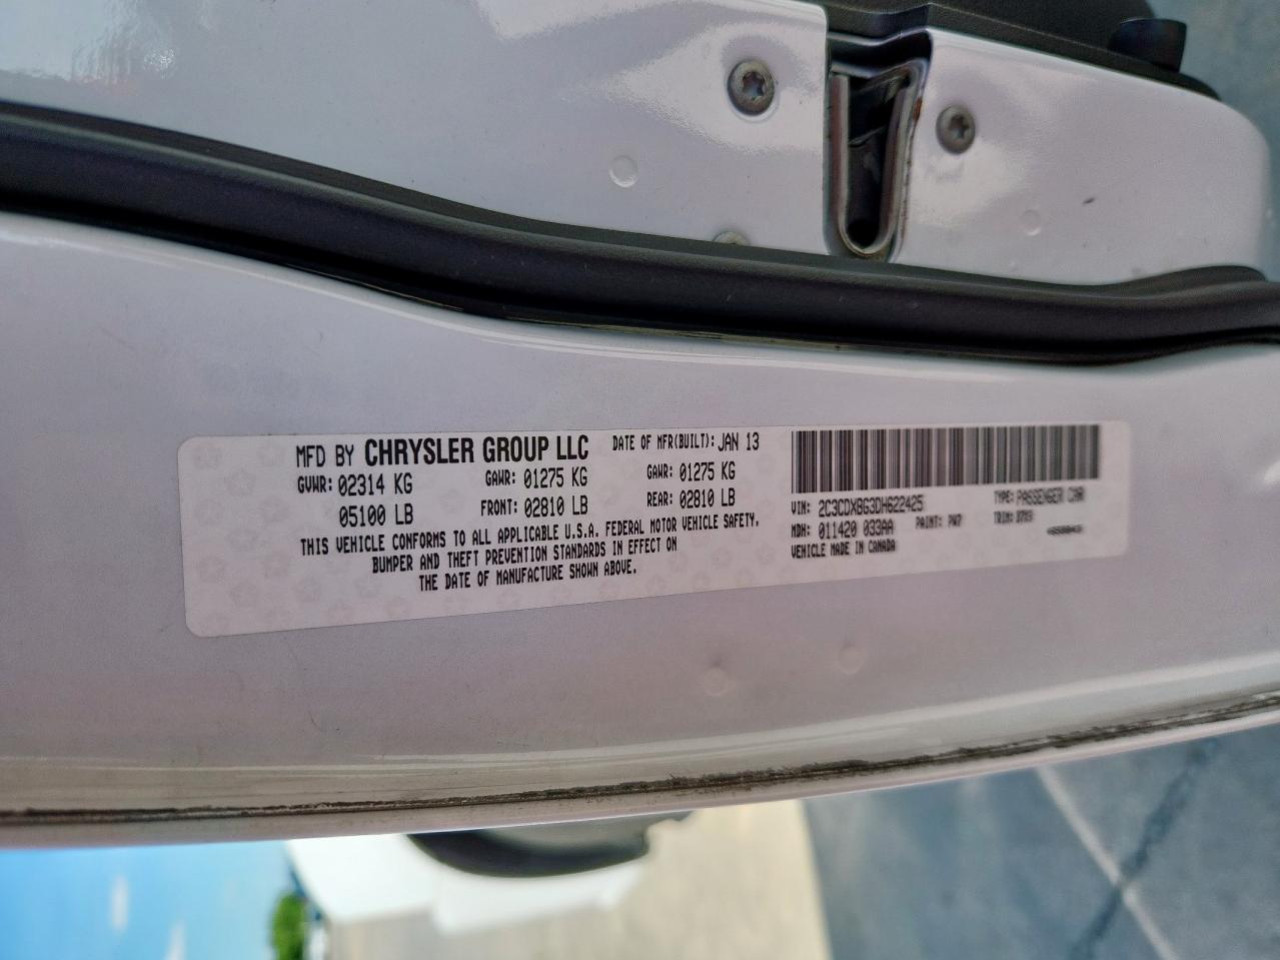 MFD BY CHRYSLER GROUP LLC DATE OF MFR(BUILT): JAN 13
GVWR: 02314 KG GAWR: 01275 KG GAWR: 01275 KG
05100 LB FRONT: 02810 LB REAR: 02810 LB
THIS VEHICLE CONFORMS TO ALL APPLICABLE U.S.A. FEDERAL MOTOR VEHICLE SAFETY,
BUMPER AND THEFT PREVENTION STANDARDS IN EFFECT ON
THE DATE OF MANUFACTURE SHOWN ABOVE.
VIN: 2C3CDXBG3DH622425 TYPE: PASSENGER CAR
MDH: 011420 033AA PAINT: PW7 TRIM:
VEHICLE MADE IN CANADA